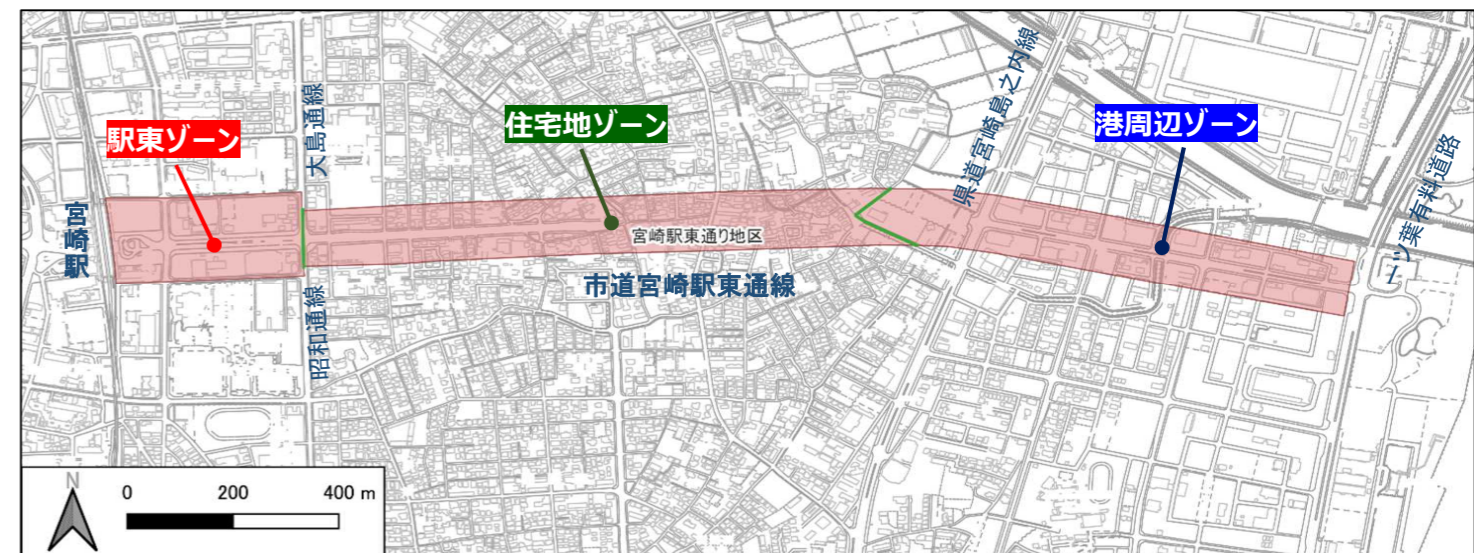 駅東ゾーン
大島通線
住宅地ゾーン
県道宮崎島之内線
港周辺ゾーン
一ツ葉有料道路
宮崎駅
宮崎駅東通り地区
市道宮崎駅東通線
昭和通線
N
0 200 400 m